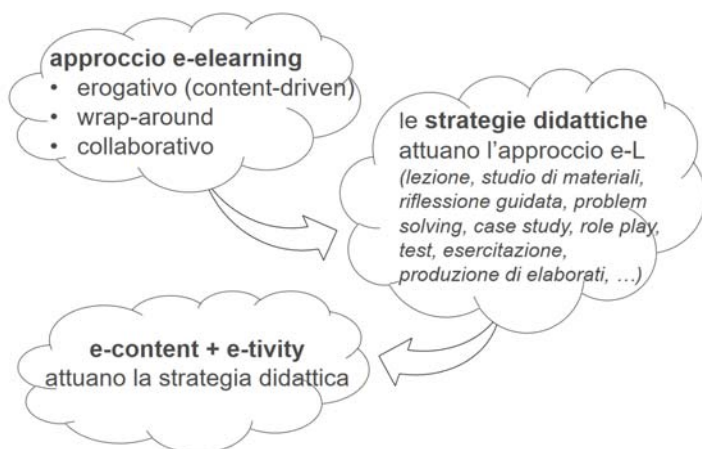 approccio e-elearning
• erogativo (content-driven)
• wrap-around
• collaborativo
le strategie didattiche
attuano l'approccio e-L
(lezione, studio di materiali,
riflessione guidata, problem
solving, case study, role play,
test, esercitazione,
produzione di elaborati, …)
e-content + e-tivity
attuano la strategia didattica